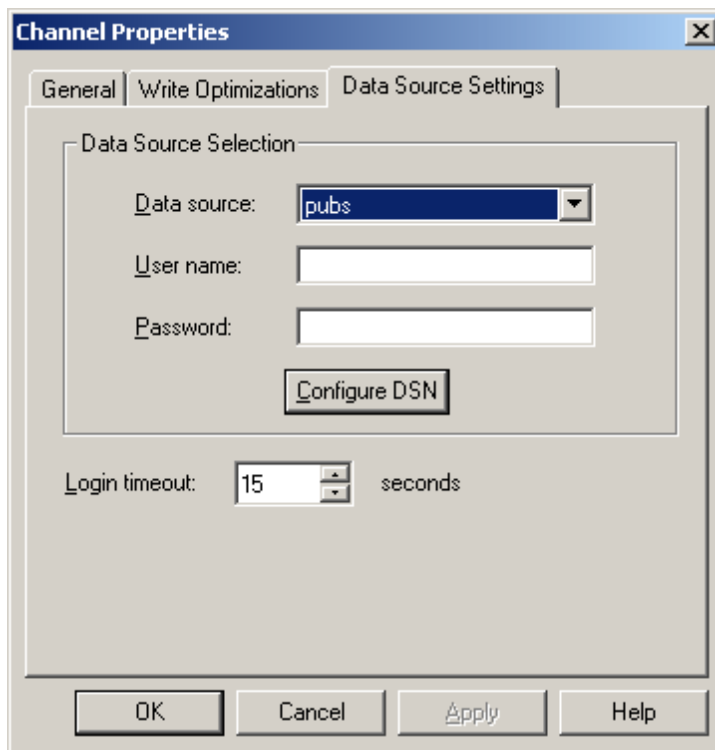 Channel Properties
General Write Optimizations Data Source Settings
Data Source Selection
Data source: pubs
User name:
Password:
Configure DSN
Login timeout: 15 seconds
OK Cancel Apply Help